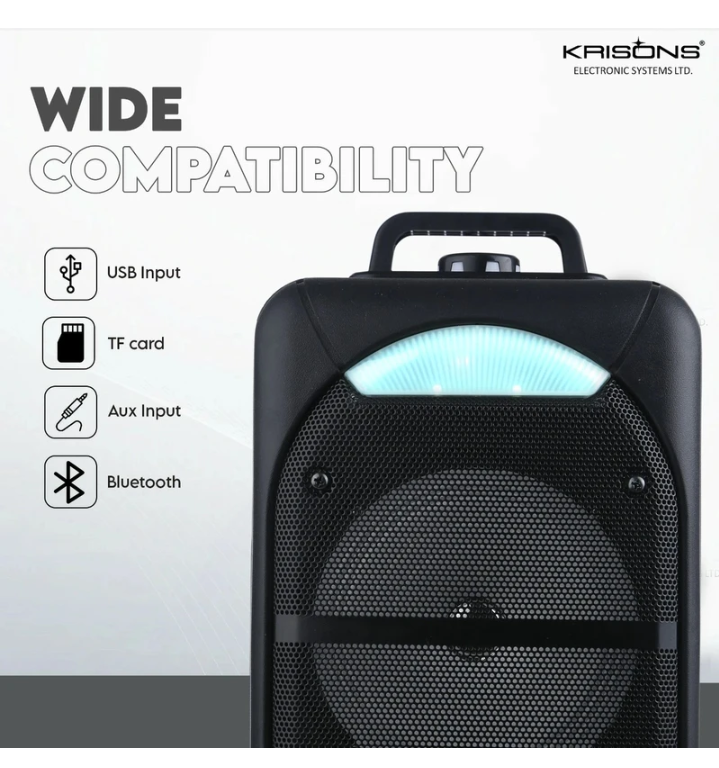 KRISONS®
ELECTRONIC SYSTEMS LTD.
WIDE
COMPATIBILITY
USB Input
TF card
Aux Input
Bluetooth